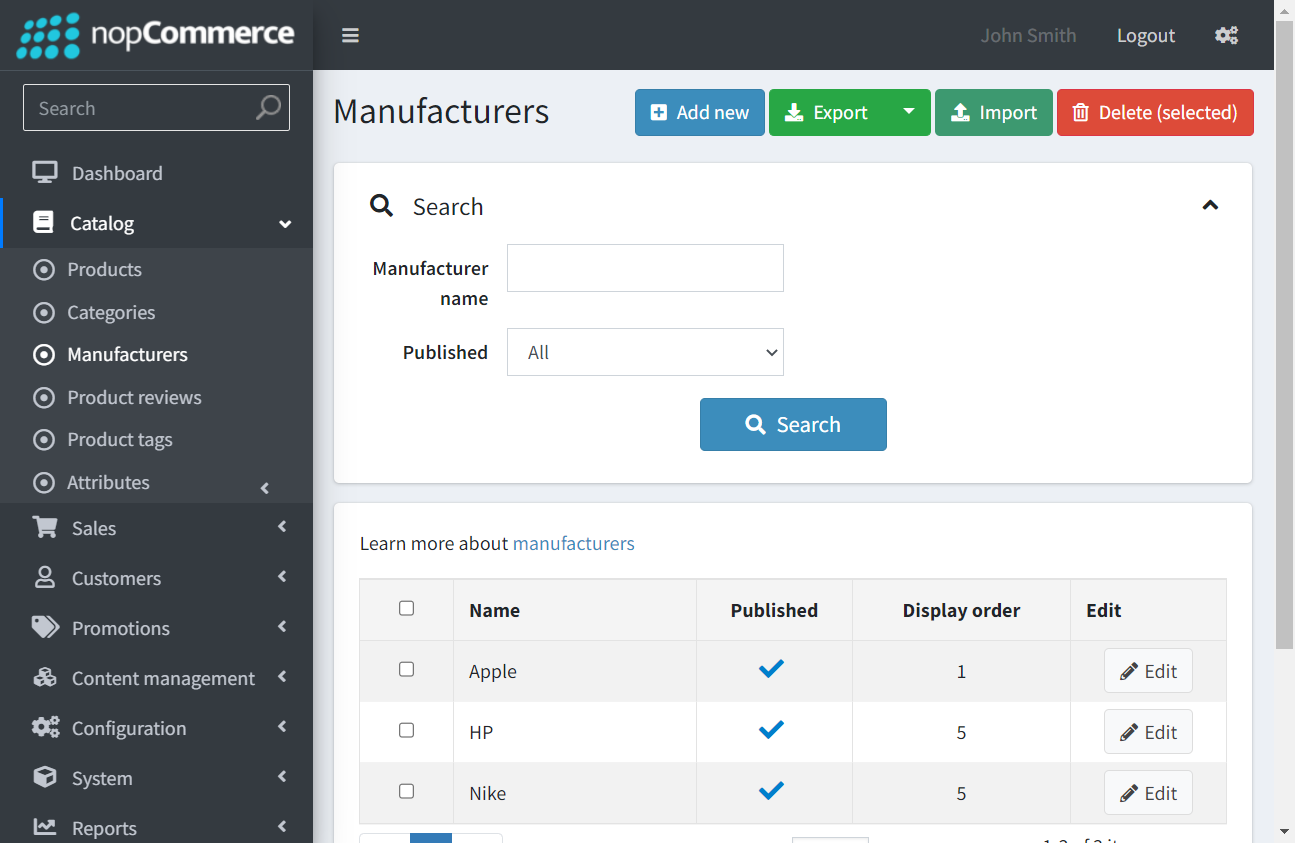 nopCommerce
John Smith
Logout
Search
Dashboard
Catalog
Products
Categories
Manufacturers
Product reviews
Product tags
Attributes
Sales
Customers
Promotions
Content management
Configuration
System
Reports
Manufacturers
Add new
Export
Import
Delete (selected)
Search
Manufacturer
name
Published
All
Search
Learn more about manufacturers
Name Published Display order Edit
Apple 1 Edit
HP 5 Edit
Nike 5 Edit